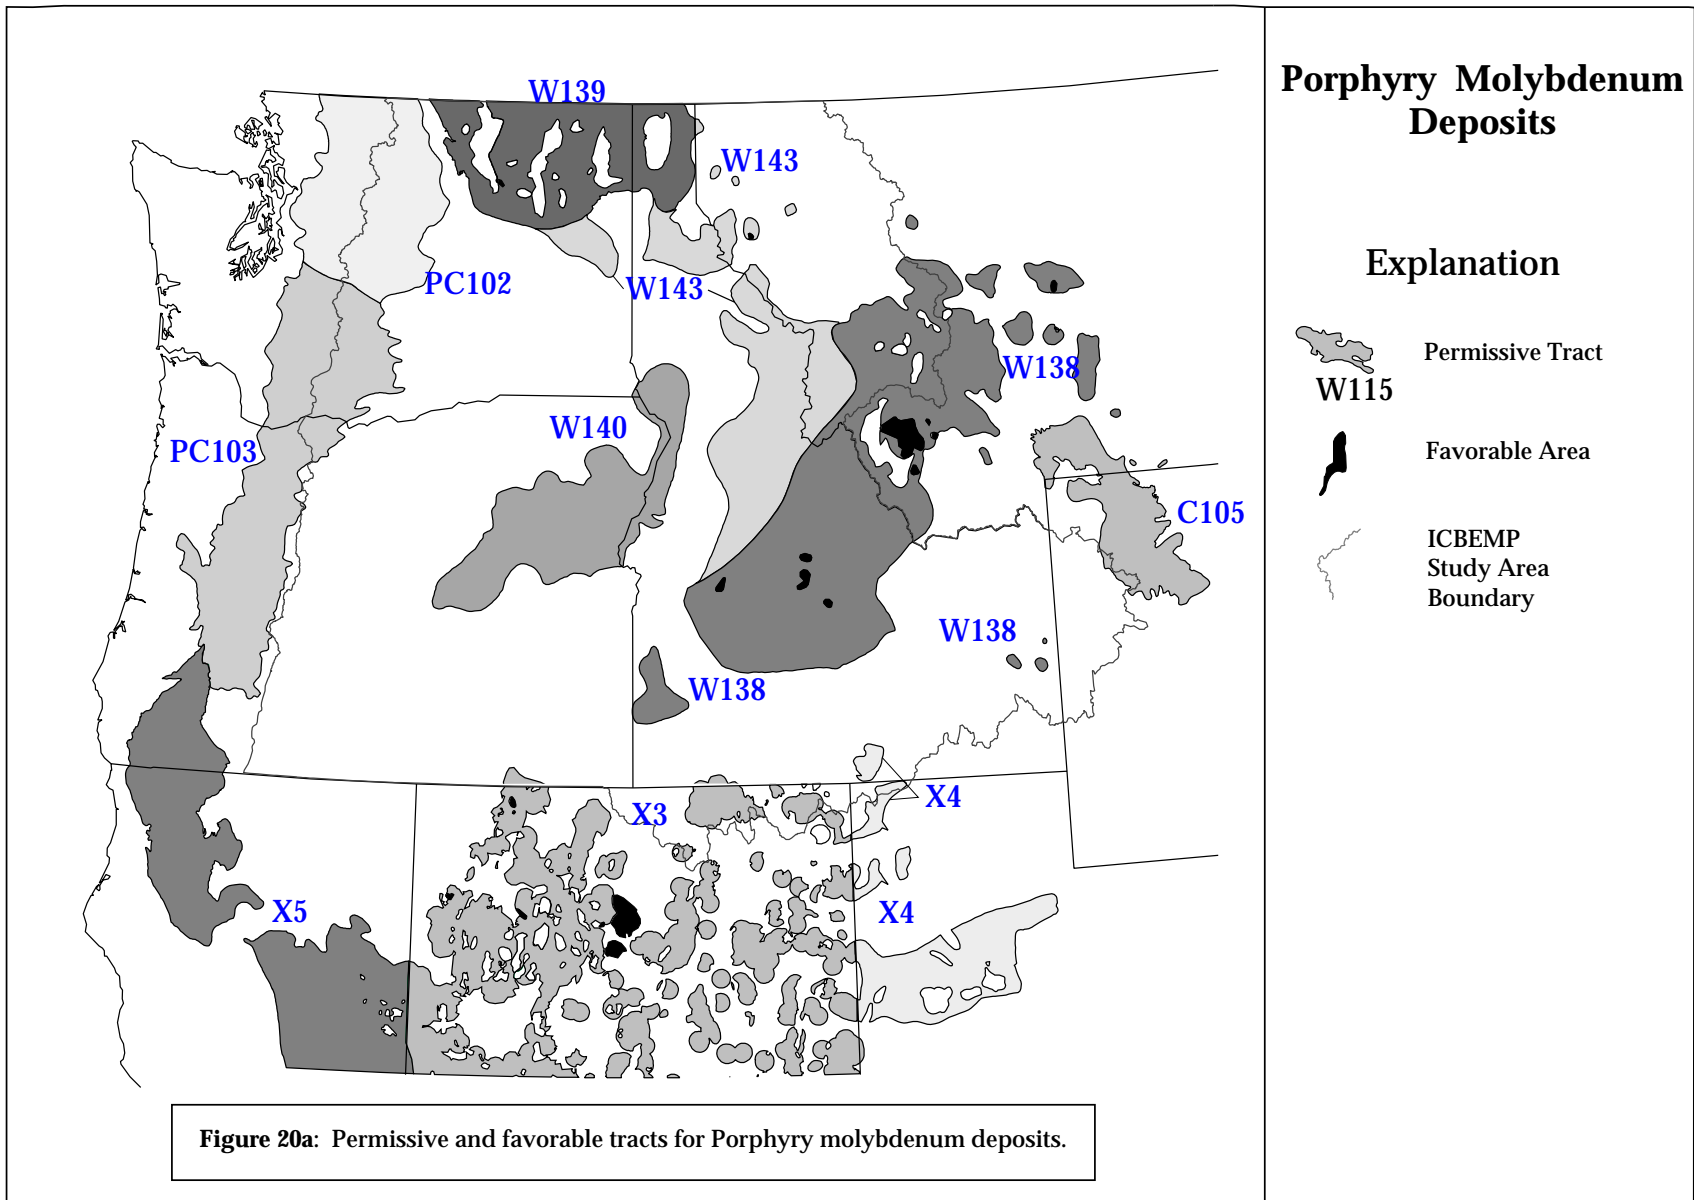 Porphyry Molybdenum
Deposits
Explanation
Permissive Tract
W115
Favorable Area
ICBEMP
Study Area
Boundary
W139
W143
PC102
W143
W138
W140
PC103
C105
W138
W138
X3
X4
X5
X4
Figure 20a: Permissive and favorable tracts for Porphyry molybdenum deposits.